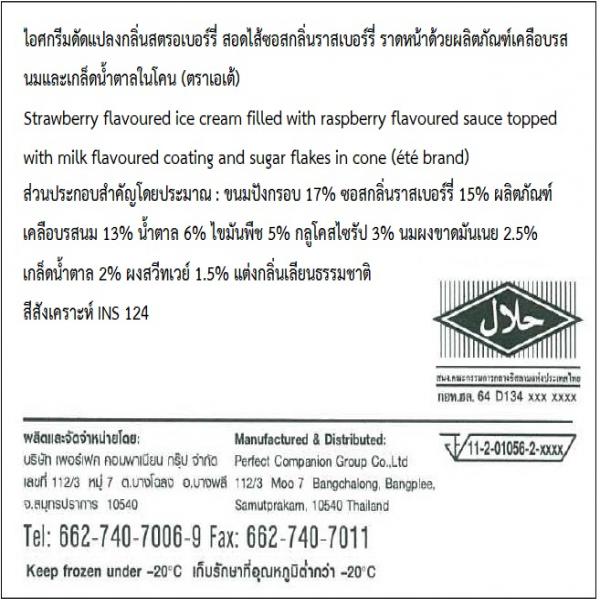 ไอศกรีมดัดแปลงกลิ่นสตรอเบอร์รี่ สอดไส้ซอสกลิ่นราสเบอร์รี่ ราดหน้าด้วยผลิตภัณฑ์เคลือบรส
นมและเกล็ดน้ำตาลในโคน (ตราเอเต้)
Strawberry flavoured ice cream filled with raspberry flavoured sauce topped
with milk flavoured coating and sugar flakes in cone (été brand)
ส่วนประกอบสำคัญโดยประมาณ : ขนมปังกรอบ 17% ซอสกลิ่นราสเบอร์รี่ 15% ผลิตภัณฑ์
เคลือบรสนม 13% น้ำตาล 6% ไขมันพืช 5% กลูโคสไซรัป 3% นมผงขาดมันเนย 2.5%
เกล็ดน้ำตาล 2% ผงสวีทเวย์ 1.5% แต่งกลิ่นเลียนธรรมชาติ
สีสังเคราะห์ INS 124
حلال
สนง.คณะกรรมการกลางอิสลามแห่งประเทศไทย
กอท.ฮล. 64 D134 xxx xxxx
ผลิตและจัดจำหน่ายโดย:
บริษัท เพอร์เฟค คอมพาเนียน กรุ๊ป จำกัด
เลขที่ 112/3 หมู่ 7 ต.บางโฉลง อ.บางพลี
จ.สมุทรปราการ 10540
Manufactured & Distributed:
Perfect Companion Group Co.,Ltd
112/3 Moo 7 Bangchalong, Bangplee,
Samutprakarn, 10540 Thailand
11-2-01056-2-xxxx
Tel: 662-740-7006-9 Fax: 662-740-7011
Keep frozen under -20°C เก็บรักษาที่อุณหภูมิต่ำกว่า -20°C